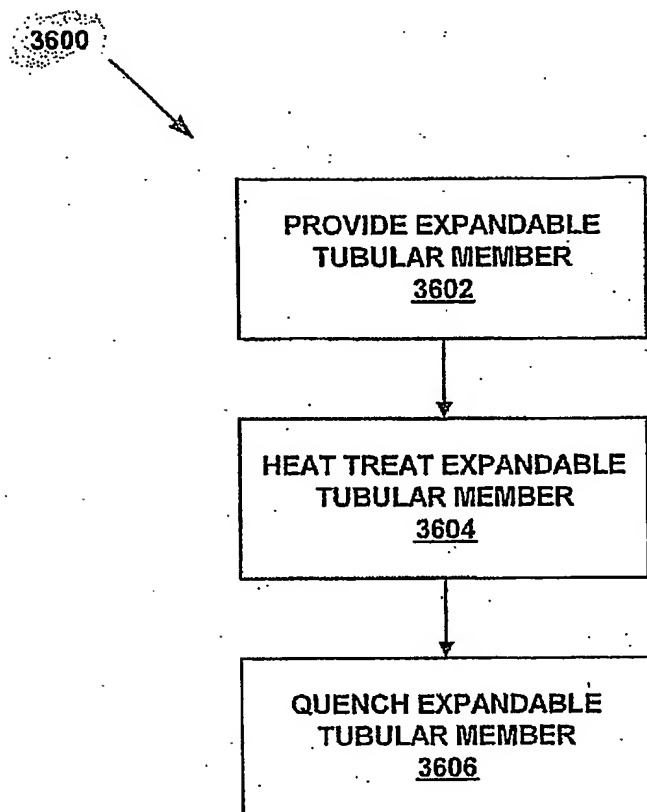 3600
PROVIDE EXPANDABLE
TUBULAR MEMBER
3602
HEAT TREAT EXPANDABLE
TUBULAR MEMBER
3604
QUENCH EXPANDABLE
TUBULAR MEMBER
3606